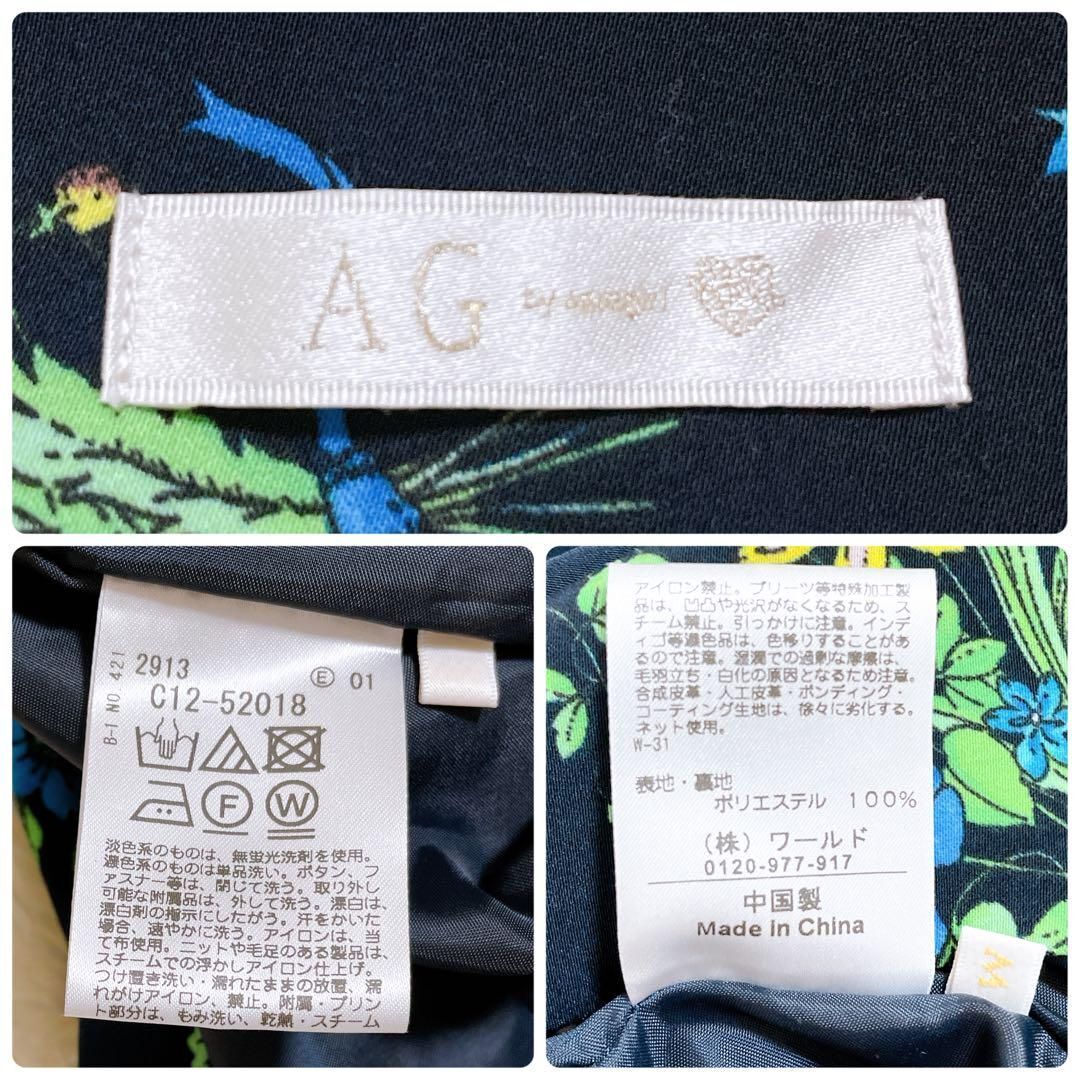 AG by aquagirl
B-1 NO 421
2913 Ⓔ 01
C12-52018
F W
淡色系のものは、無蛍光洗剤を使用。
濃色系のものは単品洗い。ボタン、フ
ァスナー等は、閉じて洗う。取り外し
可能な附属品は、外して洗う。漂白は、
漂白剤の指示にしたがう。汗をかいた
場合、速やかに洗う。アイロンは、当
て布使用。ニットや毛足のある製品は、
スチームでの浮かしアイロン仕上げ。
つけ置き洗い・濡れたままの放置、濡
れがけアイロン、禁止。附属・プリン
ト部分は、もみ洗い、乾熱・スチーム
アイロン禁止。プリーツ等特殊加工製
品は、凹凸や光沢がなくなるため、ス
チーム禁止。引っかけに注意。インデ
ィゴ等濃色品は、色移りすることがあ
るので注意。湿潤での過剰な摩擦は、
毛羽立ち・白化の原因となるため注意。
合成皮革・人工皮革・ボンディング・
コーティング生地は、徐々に劣化する。
ネット使用。
W-31
表地・裏地
ポリエステル 100%
(株) ワールド
0120-977-917
中国製
Made in China
M